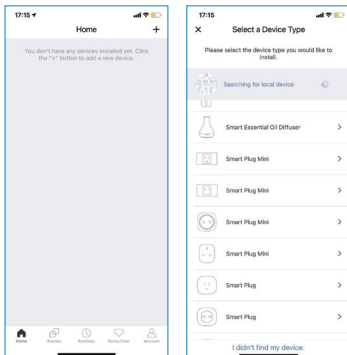 17:15
Home
+
You don't have any devices installed yet. Click
the "+" button to add a new device.
Home
Scenes
Routines
Account
17:15
Select a Device Type
Please select the device type you would like to
install.
Searching for local device
Smart Essential Oil Diffuser
Smart Plug Mini
Smart Plug Mini
Smart Plug Mini
Smart Plug Mini
Smart Plug
Smart Plug
I didn't find my device.